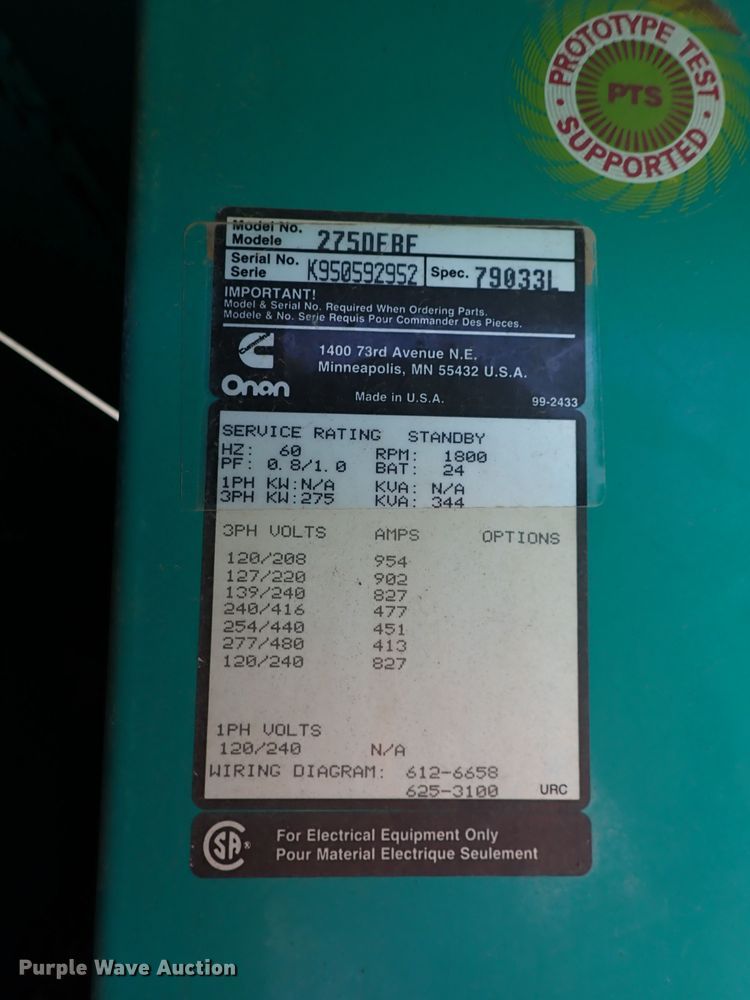 PROTOTYPE TEST
PTS
SUPPORTED
Model No.
Modele 275DFBF
Serial No. K950592952 Spec. 79033L
Serie
IMPORTANT!
Model & Serial No. Required When Ordering Parts.
Modele & No. Serie Requis Pour Commander Des Pieces.
1400 73rd Avenue N.E.
Minneapolis, MN 55432 U.S.A.
Onan
Made in U.S.A. 99-2433
SERVICE RATING STANDBY
HZ: 60 RPM: 1800
PF: 0.8/1.0 BAT: 24
1PH KW:N/A KVA: N/A
3PH KW:275 KVA: 344
3PH VOLTS AMPS OPTIONS
120/208 954
127/220 902
139/240 827
240/416 477
254/440 451
277/480 413
120/240 827
1PH VOLTS
120/240 N/A
WIRING DIAGRAM: 612-6658
625-3100 URC
SA®
For Electrical Equipment Only
Pour Material Electrique Seulement
Purple Wave Auction